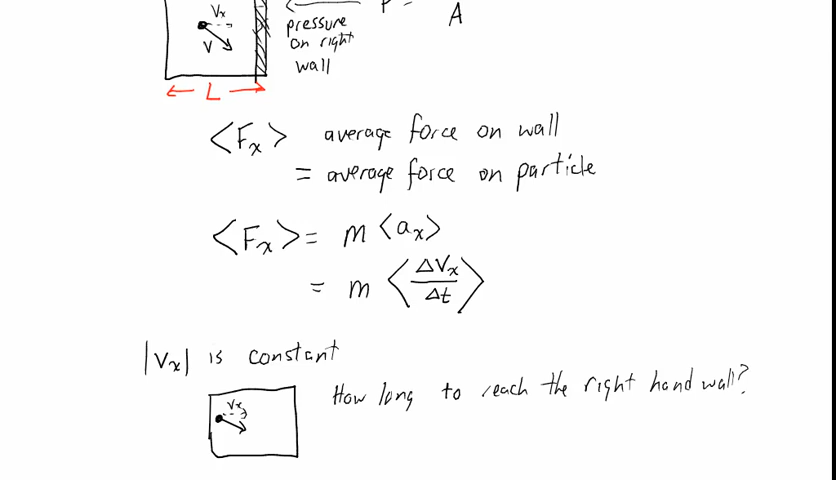 Vx
V
pressure
on right
wall
A
L
<Fx> average force on wall
= average force on particle
<Fx> = m <ax>
= m <ΔVx/Δt>
|Vx| is constant
How long to reach the right hand wall?
Vx